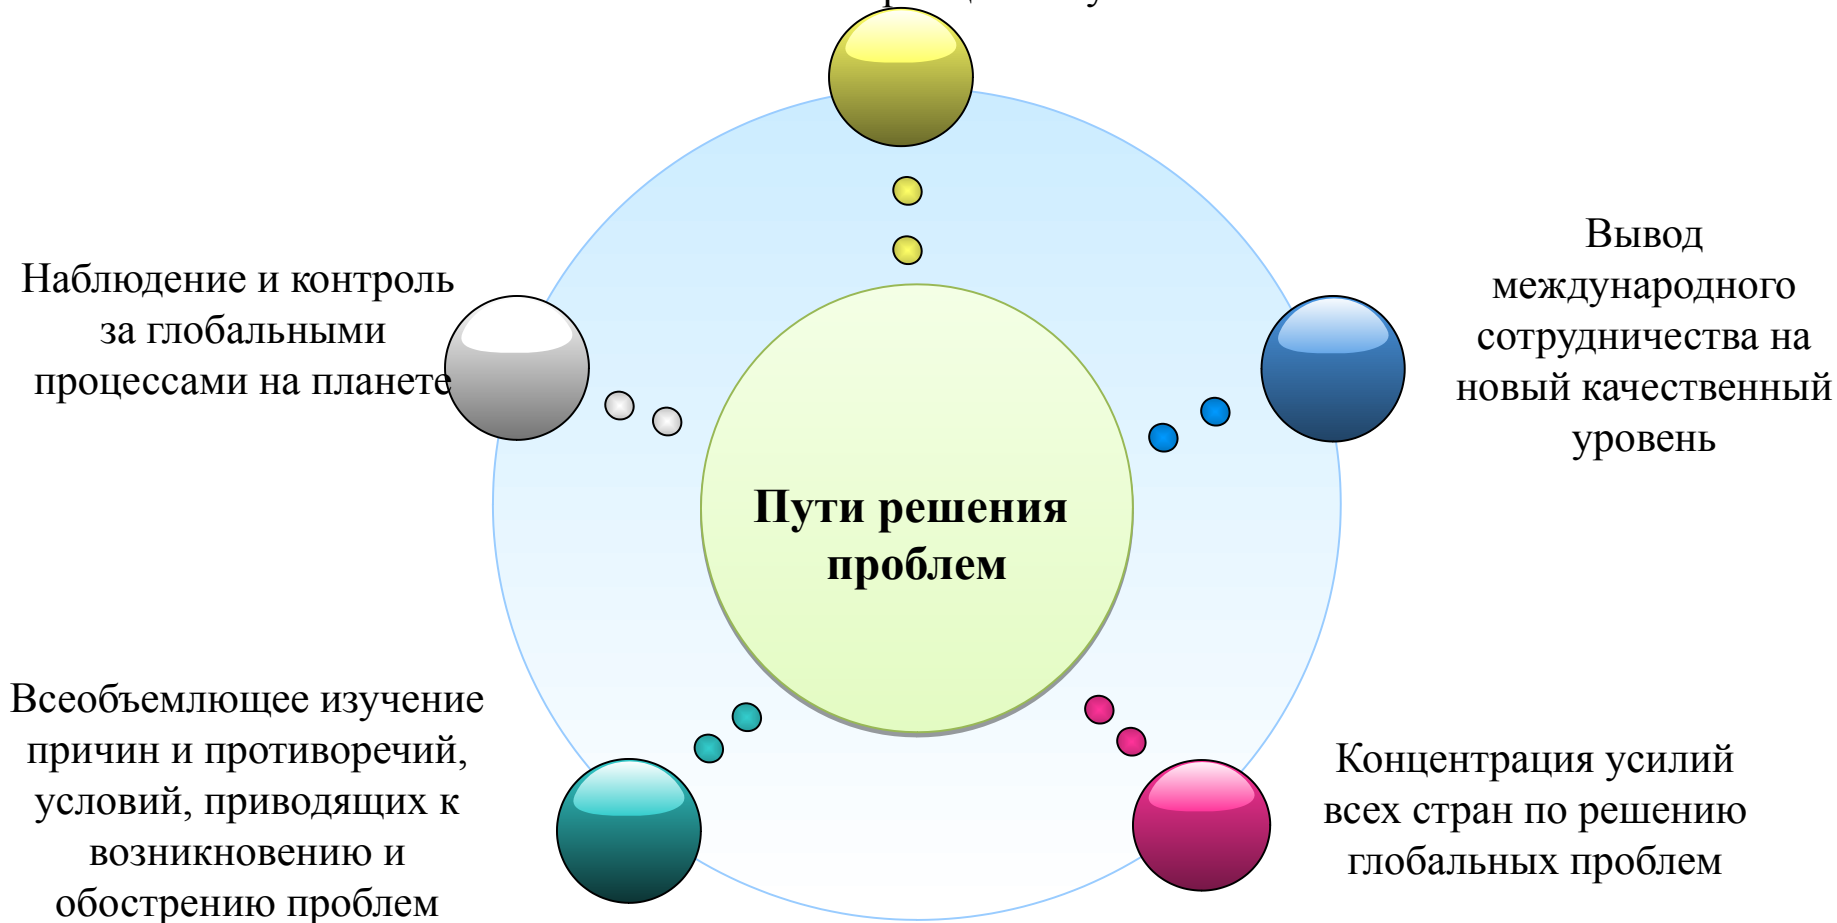 Наблюдение и контроль
за глобальными
процессами на планете
Вывод
международного
сотрудничества на
новый качественный
уровень
Пути решения
проблем
Всеобъемлющее изучение
причин и противоречий,
условий, приводящих к
возникновению и
обострению проблем
Концентрация усилий
всех стран по решению
глобальных проблем